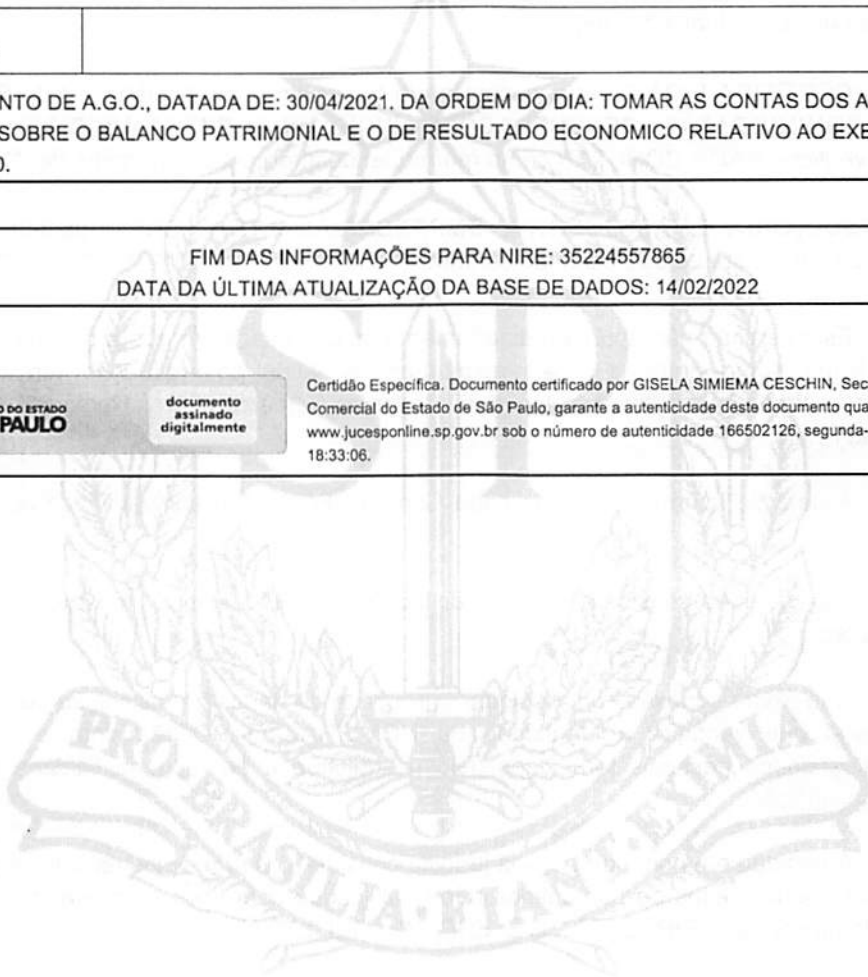 NTO DE A.G.O., DATADA DE: 30/04/2021. DA ORDEM DO DIA: TOMAR AS CONTAS DOS A
SOBRE O BALANCO PATRIMONIAL E O DE RESULTADO ECONOMICO RELATIVO AO EXE
0.
FIM DAS INFORMAÇÕES PARA NIRE: 35224557865
DATA DA ÚLTIMA ATUALIZAÇÃO DA BASE DE DADOS: 14/02/2022
O DO ESTADO
PAULO
documento
assinado
digitalmente
Certidão Específica. Documento certificado por GISELA SIMIEMA CESCHIN, Sec
Comercial do Estado de São Paulo, garante a autenticidade deste documento qua
www.jucesponline.sp.gov.br sob o número de autenticidade 166502126, segunda-
18:33:06.
SP
PRO·BRASILIA·FIANT·EXIMIA